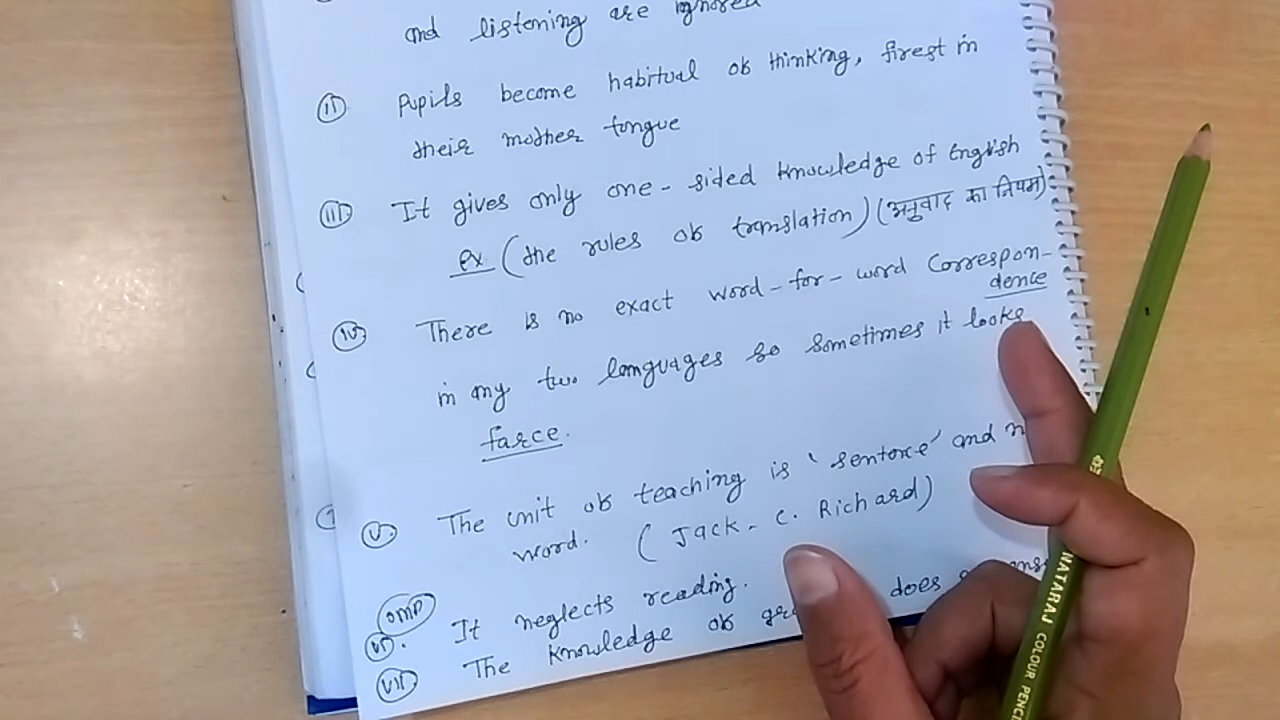 and listening are ignored
(ii) Pupils become habitual of thinking, firest in
their mother tongue
(iii) It gives only one-sided knowledge of English
ex (the rules of translation) (अनुवाद का नियम)
(iv) There is no exact word-for-word Correspon-
dence
in any two languages so sometimes it looks
farce.
(v). The unit of teaching is 'sentence' and
word. (Jack. C. Richard)
(omp)
(vi). It neglects reading.
(vii) The knowledge of does
NATARAJ COLOUR PENC